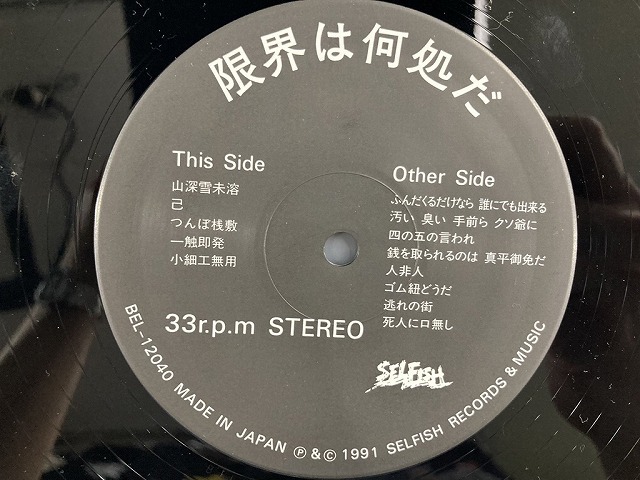 限界は何処だ
This Side
山深雪未溶
己
つんぼ桟敷
一触即発
小細工無用
Other Side
ふんだくるだけなら 誰にでも出来る
汚い 臭い 手前ら クソ爺に
四の五の言われ
銭を取られるのは 真平御免だ
人非人
ゴム紐どうだ
逃れの街
死人に口無し
33r.p.m STEREO
SELFISH
BEL-12040 MADE IN JAPAN Ⓟ & © 1991 SELFISH RECORDS & MUSIC